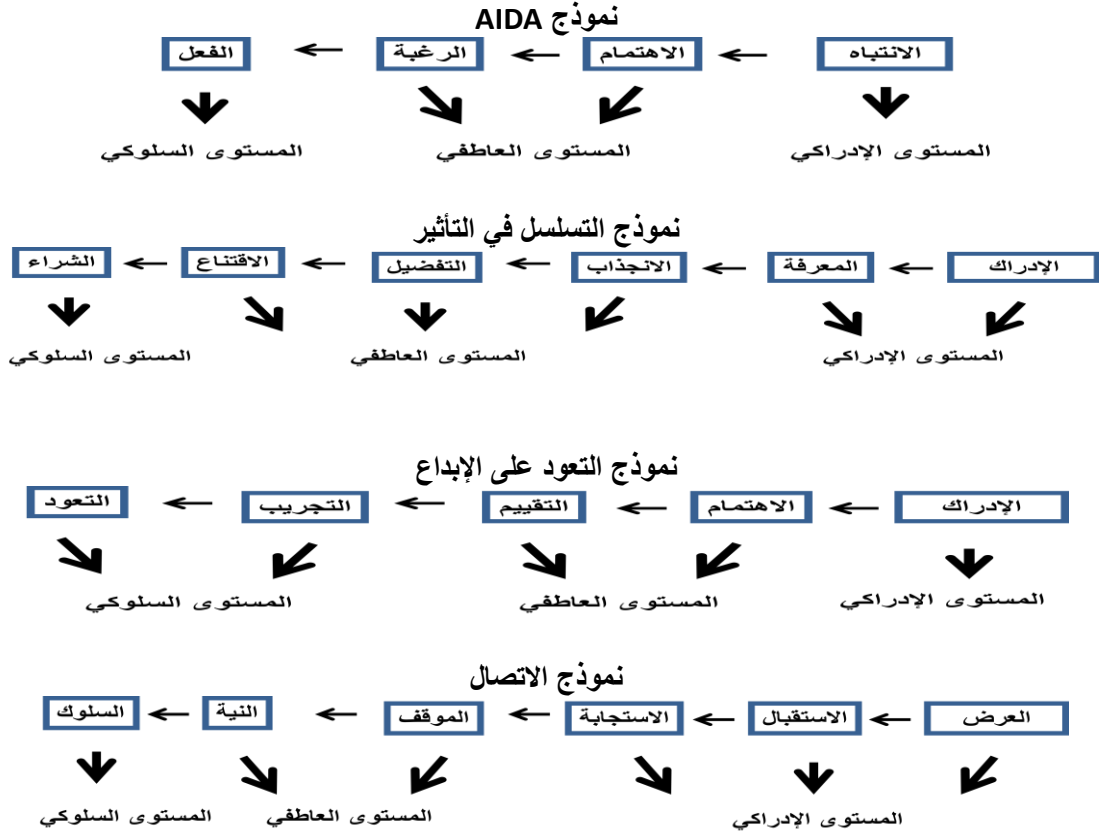 نموذج AIDA
الانتباه الاهتمام الرغبة الفعل
المستوى الإدراكي المستوى العاطفي المستوى السلوكي
نموذج التسلسل في التأثير
الإدراك المعرفة الانجذاب التفضيل الاقتناع الشراء
المستوى الإدراكي المستوى العاطفي المستوى السلوكي
نموذج التعود على الإبداع
الإدراك الاهتمام التقييم التجريب التعود
المستوى الإدراكي المستوى العاطفي المستوى السلوكي
نموذج الاتصال
العرض الاستقبال الاستجابة الموقف النية السلوك
المستوى الإدراكي المستوى العاطفي المستوى السلوكي